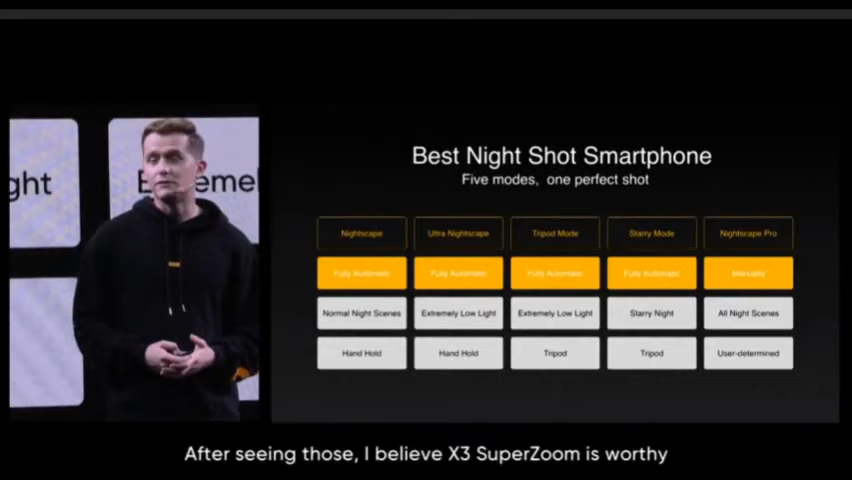 ght
E
emel
Best Night Shot Smartphone
Five modes, one perfect shot
Nightscape
Ultra Nightscape
Tripod Mode
Starry Mode
Nightscape Pro
Fully Automatic
Fully Automatic
Fully Automatic
Fully Automatic
Manually
Normal Night Scenes
Extremely Low Light
Extremely Low Light
Starry Night
All Night Scenes
Hand Hold
Hand Hold
Tripod
Tripod
User-determined
After seeing those, I believe X3 SuperZoom is worthy